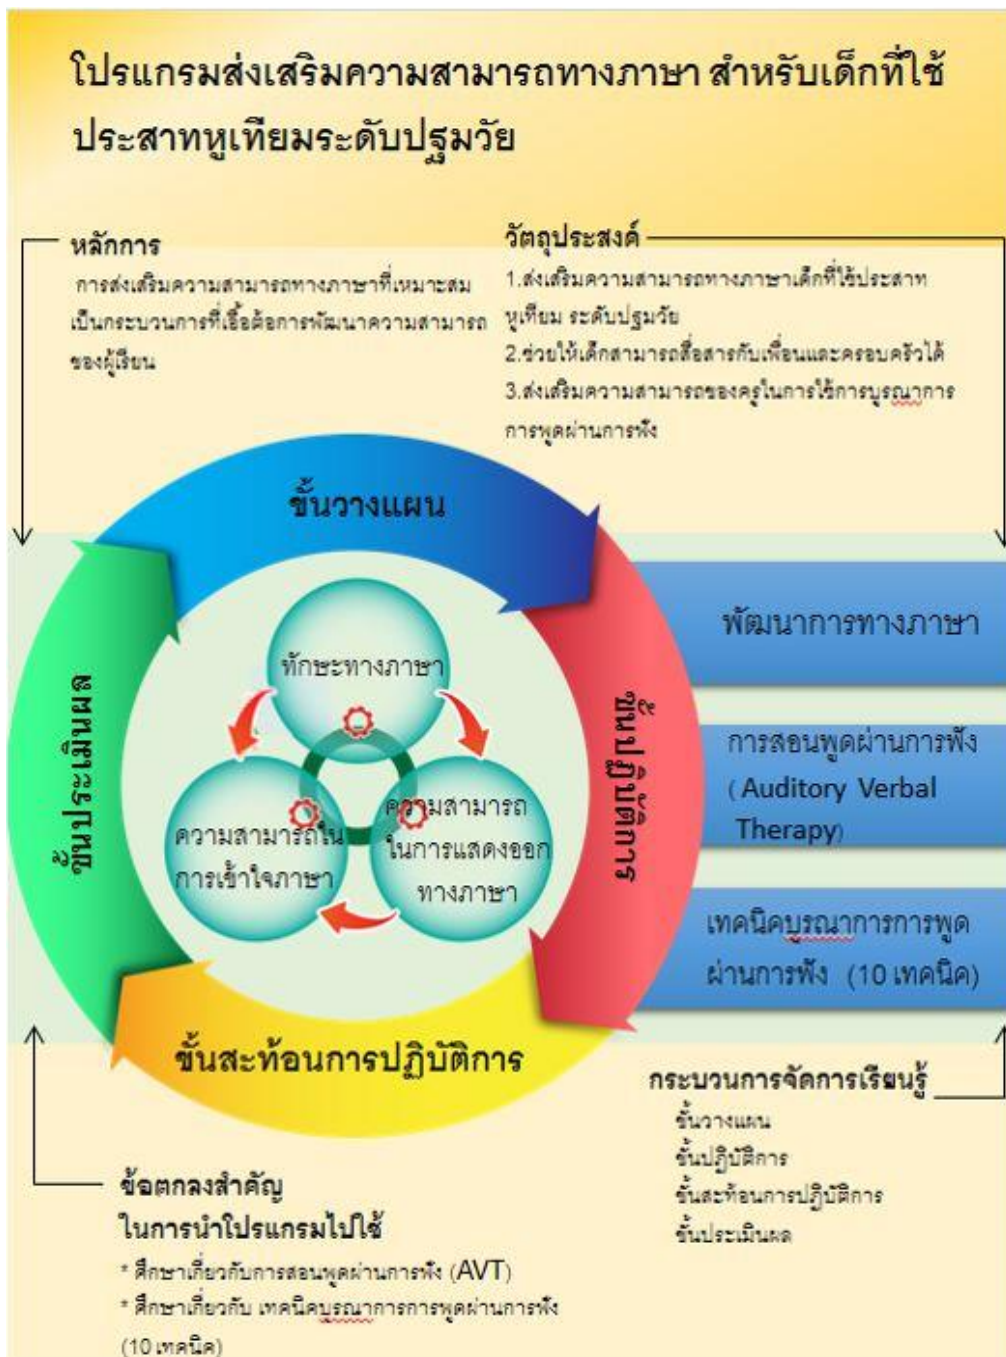 โปรแกรมส่งเสริมความสามารถทางภาษา สำหรับเด็กที่ใช้
ประสาทหูเทียมระดับปฐมวัย
หลักการ
การส่งเสริมความสามารถทางภาษาที่เหมาะสม
เป็นกระบวนการที่เอื้อต่อการพัฒนาความสามารถ
ของผู้เรียน
วัตถุประสงค์
1.ส่งเสริมความสามารถทางภาษาเด็กที่ใช้ประสาท
หูเทียม ระดับปฐมวัย
2.ช่วยให้เด็กสามารถสื่อสารกับเพื่อนและครอบครัวได้
3.ส่งเสริมความสามารถของครูในการใช้การบูรณาการ
การพูดผ่านการฟัง
ขั้นวางแผน
ขั้นปฏิบัติการ
ขั้นสะท้อนการปฏิบัติการ
ขั้นประเมินผล
ทักษะทางภาษา
ความสามารถใน
การเข้าใจภาษา
ความสามารถ
ในการแสดงออก
ทางภาษา
พัฒนาการทางภาษา
การสอนพูดผ่านการฟัง
(Auditory Verbal
Therapy)
เทคนิคบูรณาการการพูด
ผ่านการฟัง (10 เทคนิค)
กระบวนการจัดการเรียนรู้
ขั้นวางแผน
ขั้นปฏิบัติการ
ขั้นสะท้อนการปฏิบัติการ
ขั้นประเมินผล
ข้อตกลงสำคัญ
ในการนำโปรแกรมไปใช้
* ศึกษาเกี่ยวกับการสอนพูดผ่านการฟัง (AVT)
* ศึกษาเกี่ยวกับ เทคนิคบูรณาการการพูดผ่านการฟัง
(10 เทคนิค)